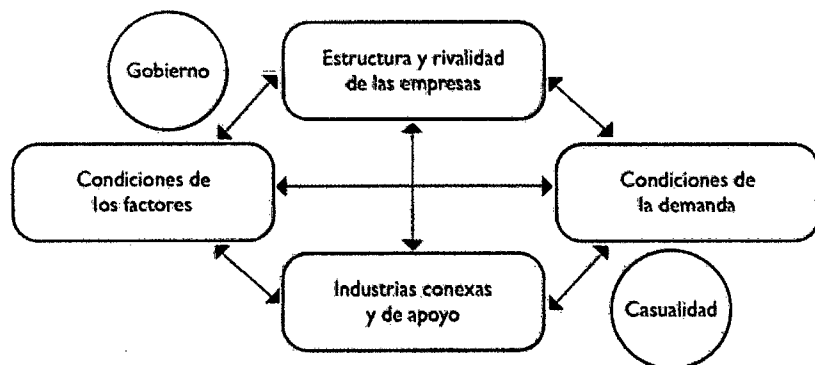 Gobierno
Estructura y rivalidad
de las empresas
Condiciones de
los factores
Condiciones de
la demanda
Industrias conexas
y de apoyo
Casualidad